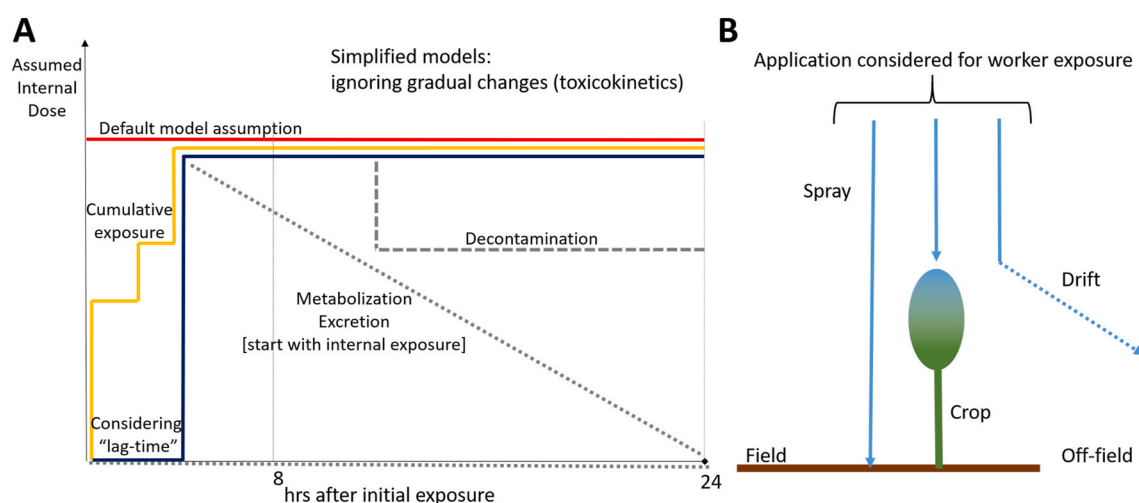 A
Assumed
Internal
Dose
Simplified models:
ignoring gradual changes (toxicokinetics)
Default model assumption
Cumulative
exposure
Decontamination
Metabolization
Excretion
[start with internal exposure]
Considering
“lag-time”
8
24
hrs after initial exposure
B
Application considered for worker exposure
Spray
Drift
Crop
Field
Off-field